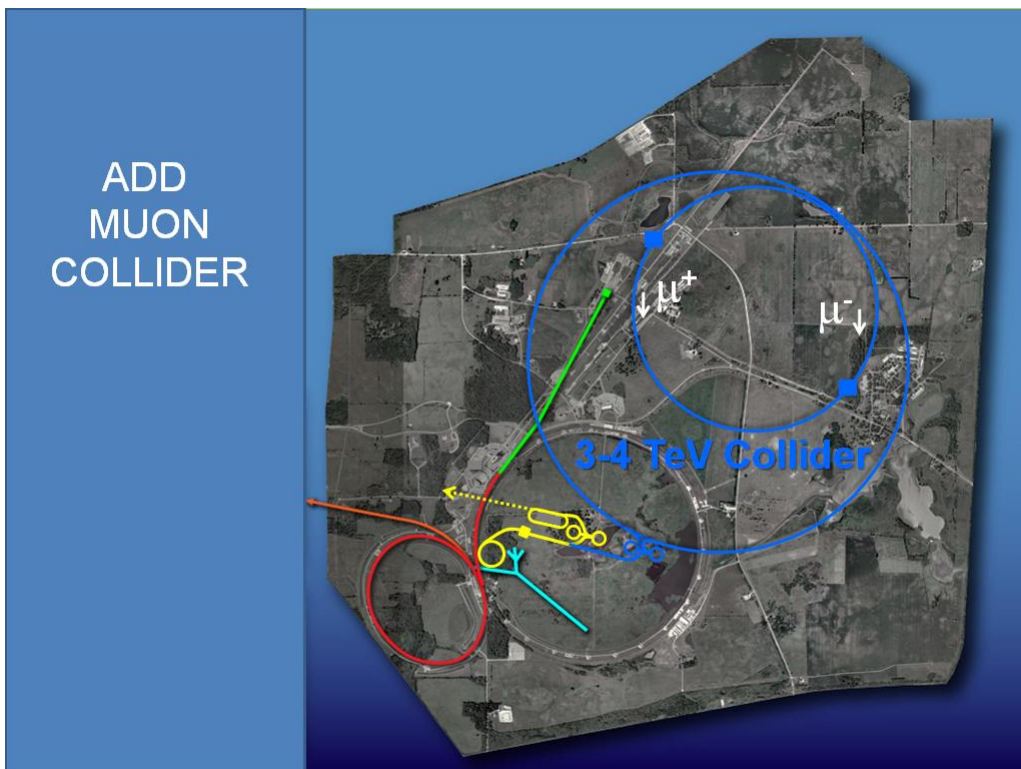 ADD
MUON
COLLIDER
μ⁺
μ⁻
3-4 TeV Collider